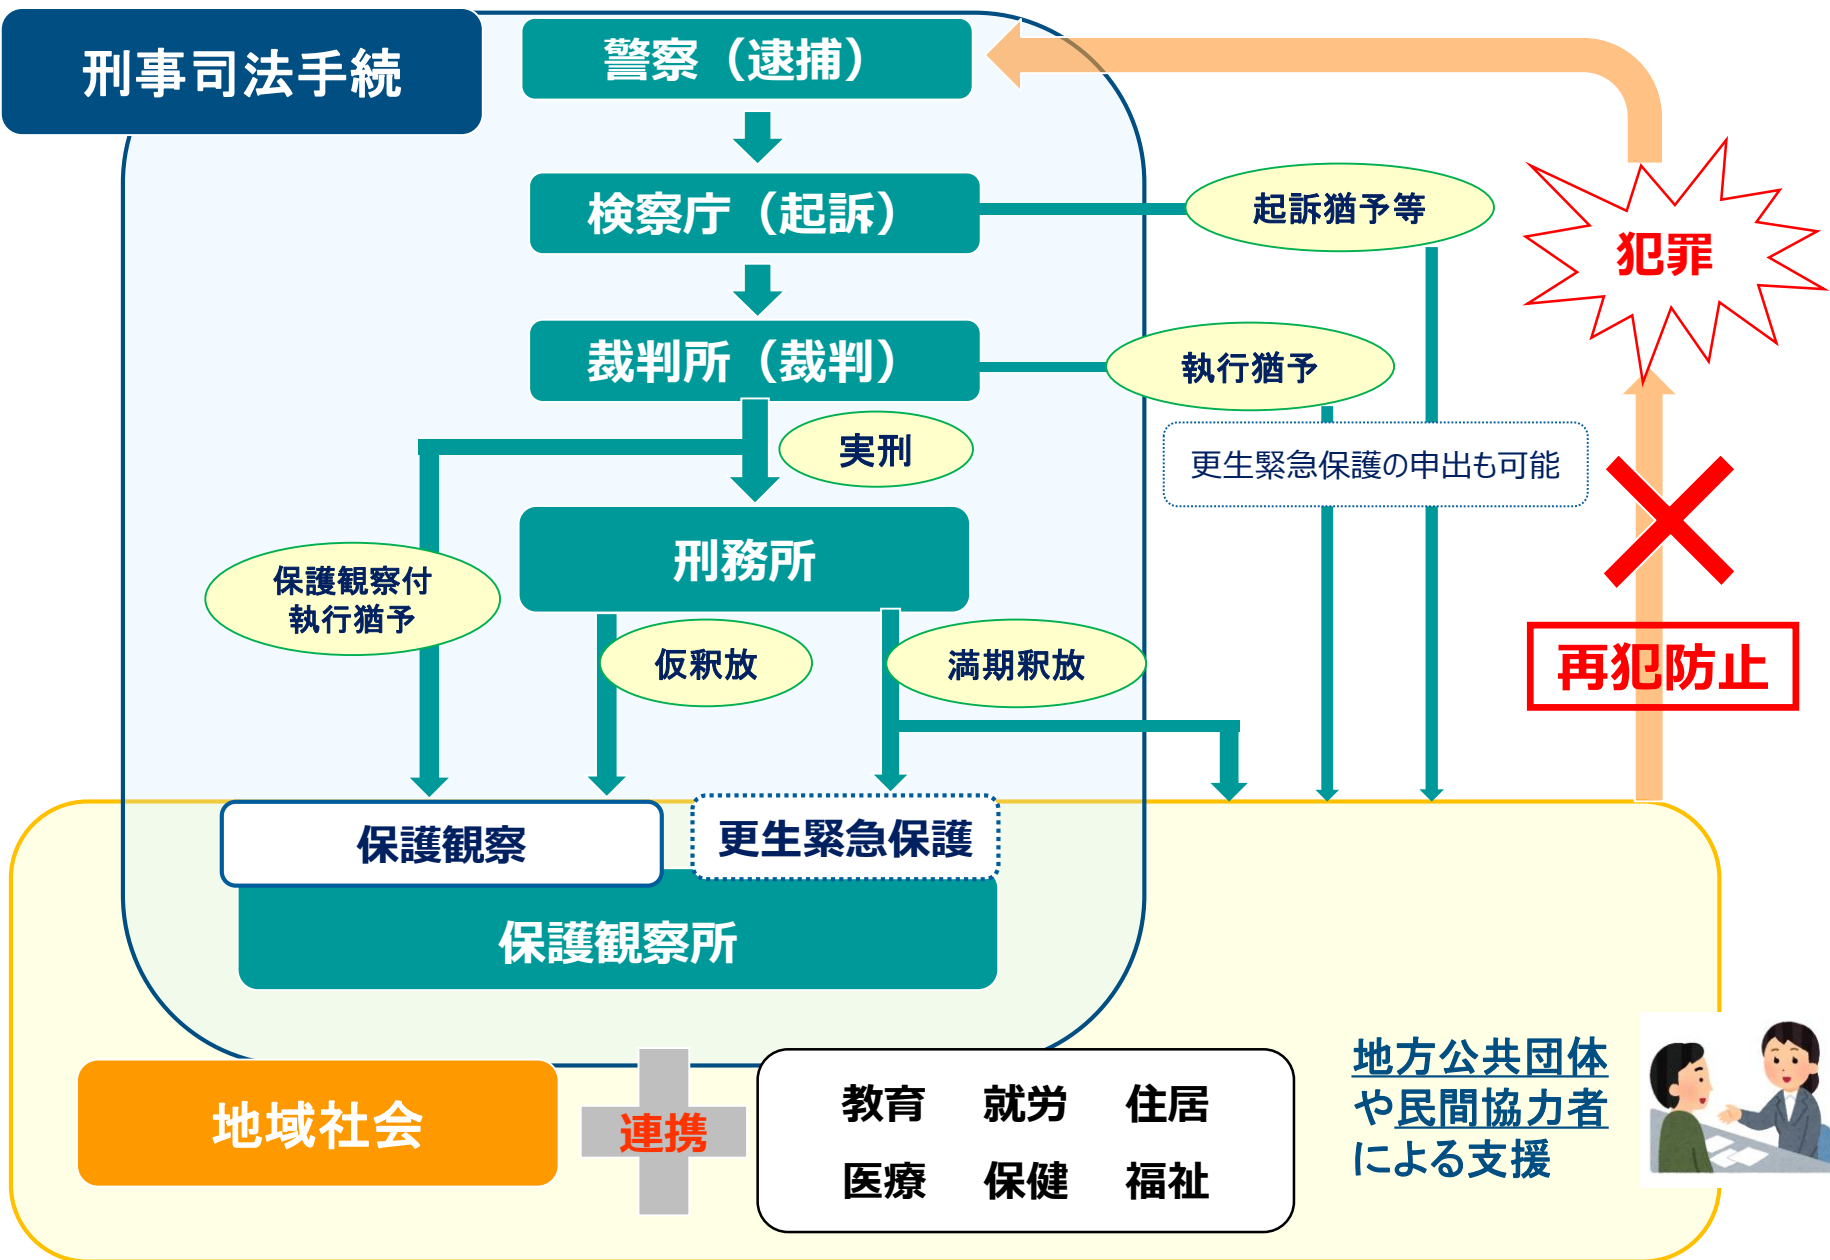 刑事司法手続
警察（逮捕）
検察庁（起訴）
起訴猶予等
犯罪
裁判所（裁判）
執行猶予
実刑
更生緊急保護の申出も可能
刑務所
保護観察付
執行猶予
仮釈放
満期釈放
再犯防止
保護観察
更生緊急保護
保護観察所
地域社会
連携
教育 就労 住居
医療 保健 福祉
地方公共団体
や民間協力者
による支援